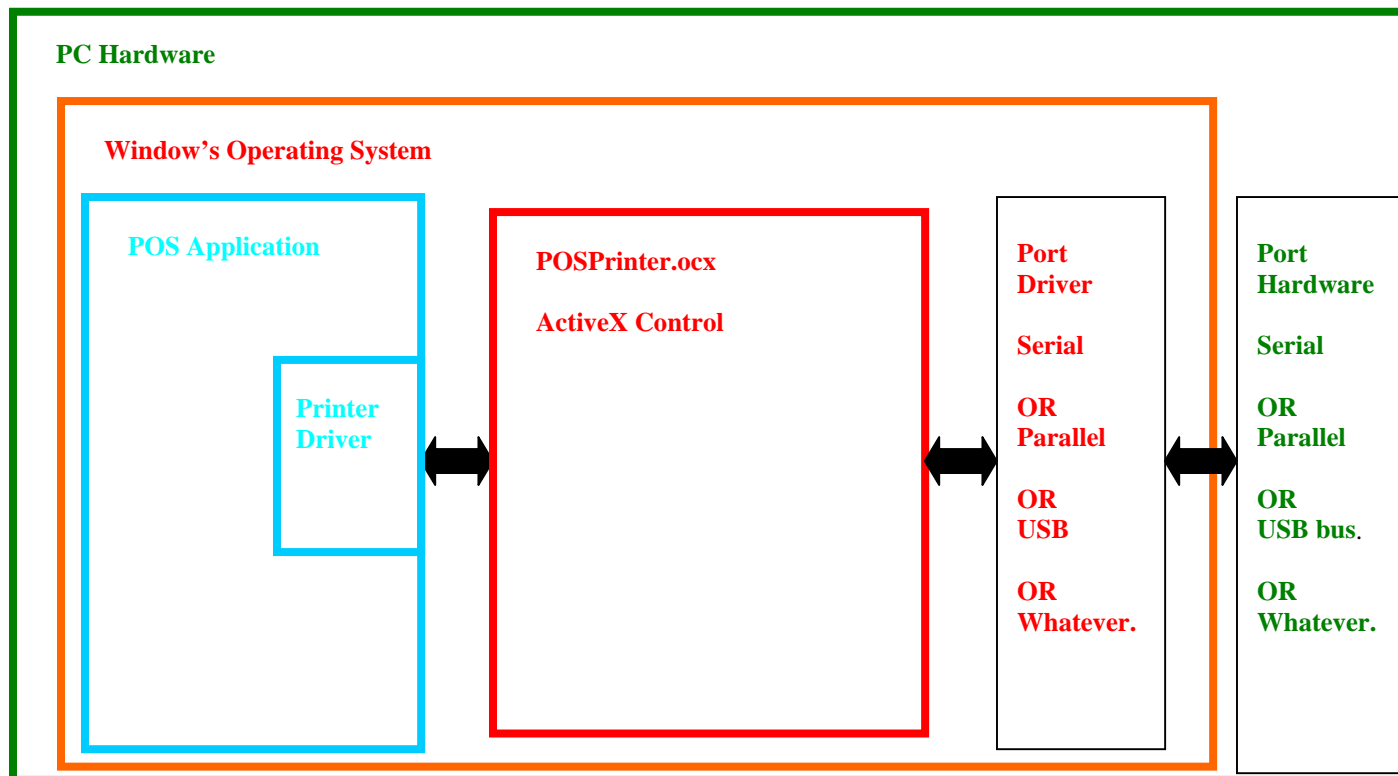 PC Hardware
Window’s Operating System
POS Application
Printer
Driver
POSPrinter.ocx
ActiveX Control
Port
Driver
Serial
OR
Parallel
OR
USB
OR
Whatever.
Port
Hardware
Serial
OR
Parallel
OR
USB bus.
OR
Whatever.